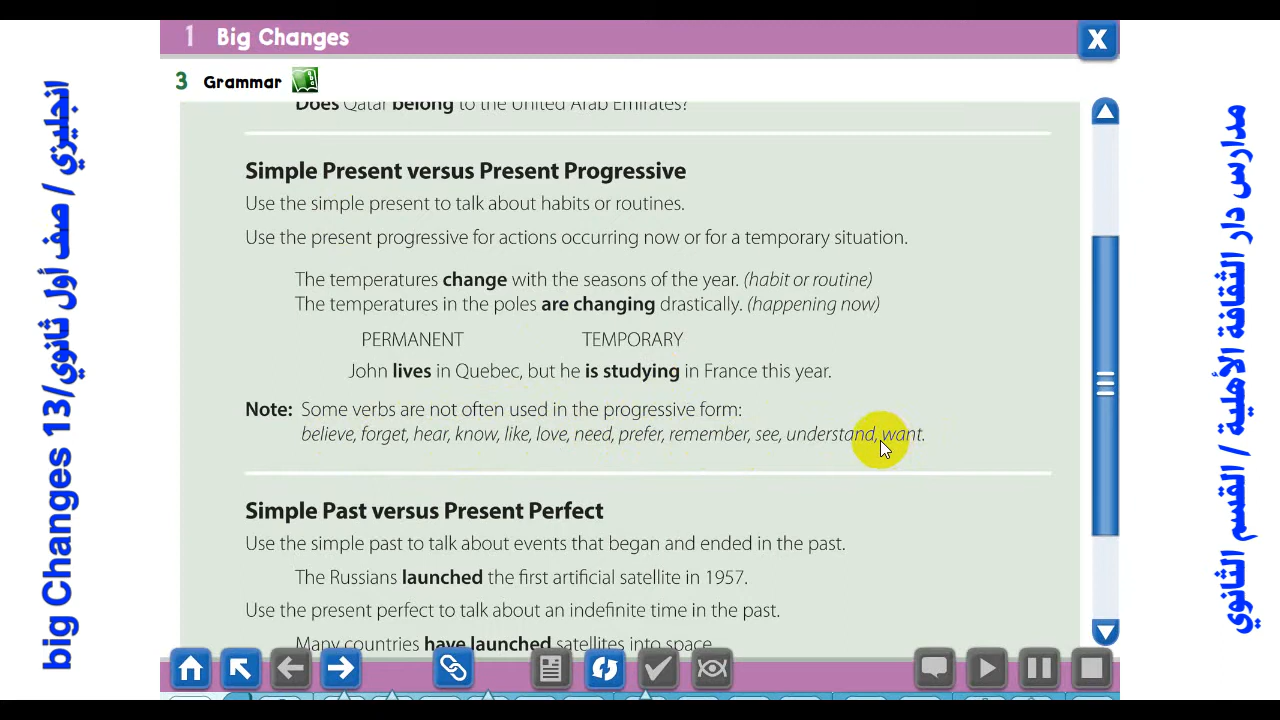 1 Big Changes
X
3 Grammar
Does Qatar belong to the United Arab Emirates?
Simple Present versus Present Progressive
Use the simple present to talk about habits or routines.
Use the present progressive for actions occurring now or for a temporary situation.
The temperatures change with the seasons of the year. (habit or routine)
The temperatures in the poles are changing drastically. (happening now)
PERMANENT TEMPORARY
John lives in Quebec, but he is studying in France this year.
Note: Some verbs are not often used in the progressive form:
believe, forget, hear, know, like, love, need, prefer, remember, see, understand, want.
Simple Past versus Present Perfect
Use the simple past to talk about events that began and ended in the past.
The Russians launched the first artificial satellite in 1957.
Use the present perfect to talk about an indefinite time in the past.
Many countries have launched satellites into space
انجليزي / صف أول ثانوي/13 big Changes
مدارس دار الثقافة الأهلية / القسم الثانوي